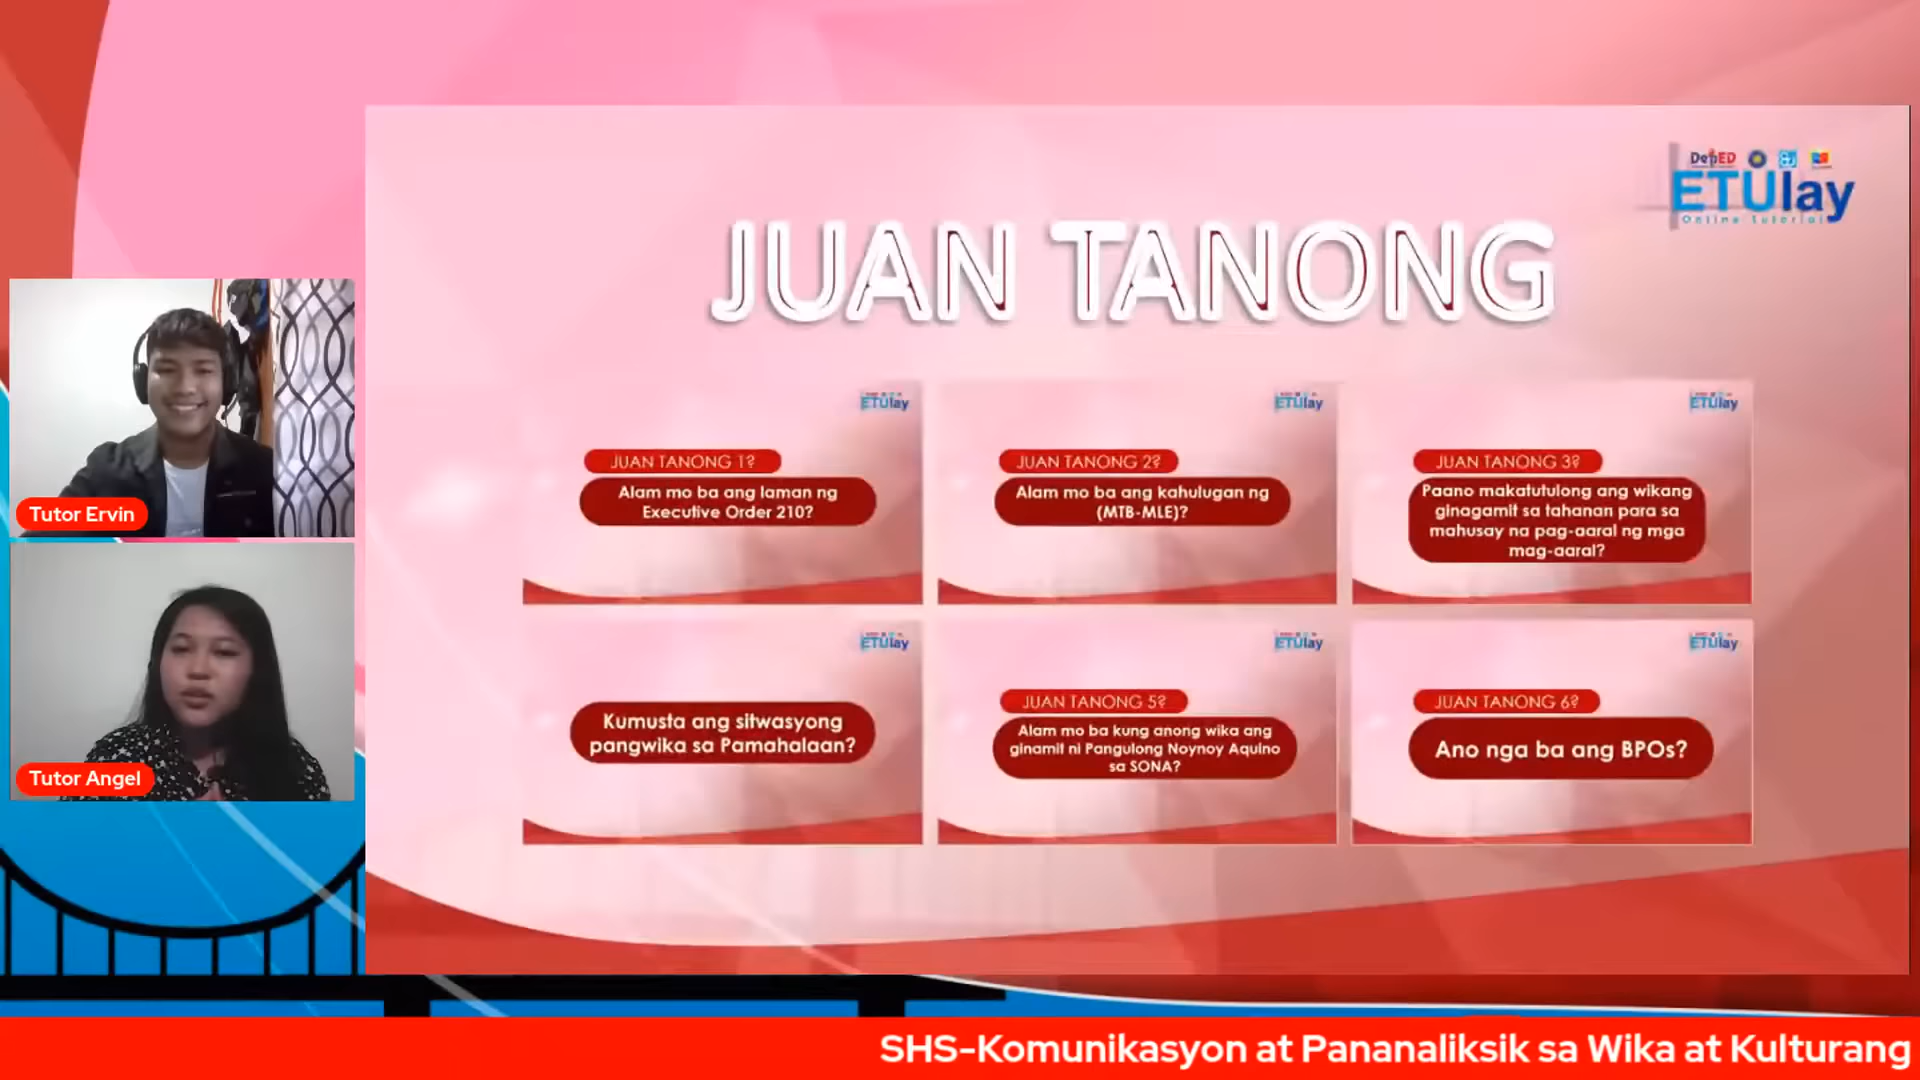 DepED
ETUlay
Online Tutorial
JUAN TANONG
ETUlay
JUAN TANONG 1?
Alam mo ba ang laman ng
Executive Order 210?
ETUlay
JUAN TANONG 2?
Alam mo ba ang kahulugan ng
(MTB-MLE)?
ETUlay
JUAN TANONG 3?
Paano makatutulong ang wikang
ginagamit sa tahanan para sa
mahusay na pag-aaral ng mga
mag-aaral?
ETUlay
Kumusta ang sitwasyong
pangwika sa Pamahalaan?
ETUlay
JUAN TANONG 5?
Alam mo ba kung anong wika ang
ginamit ni Pangulong Noynoy Aquino
sa SONA?
ETUlay
JUAN TANONG 6?
Ano nga ba ang BPOs?
Tutor Ervin
Tutor Angel
SHS-Komunikasyon at Pananaliksik sa Wika at Kulturang